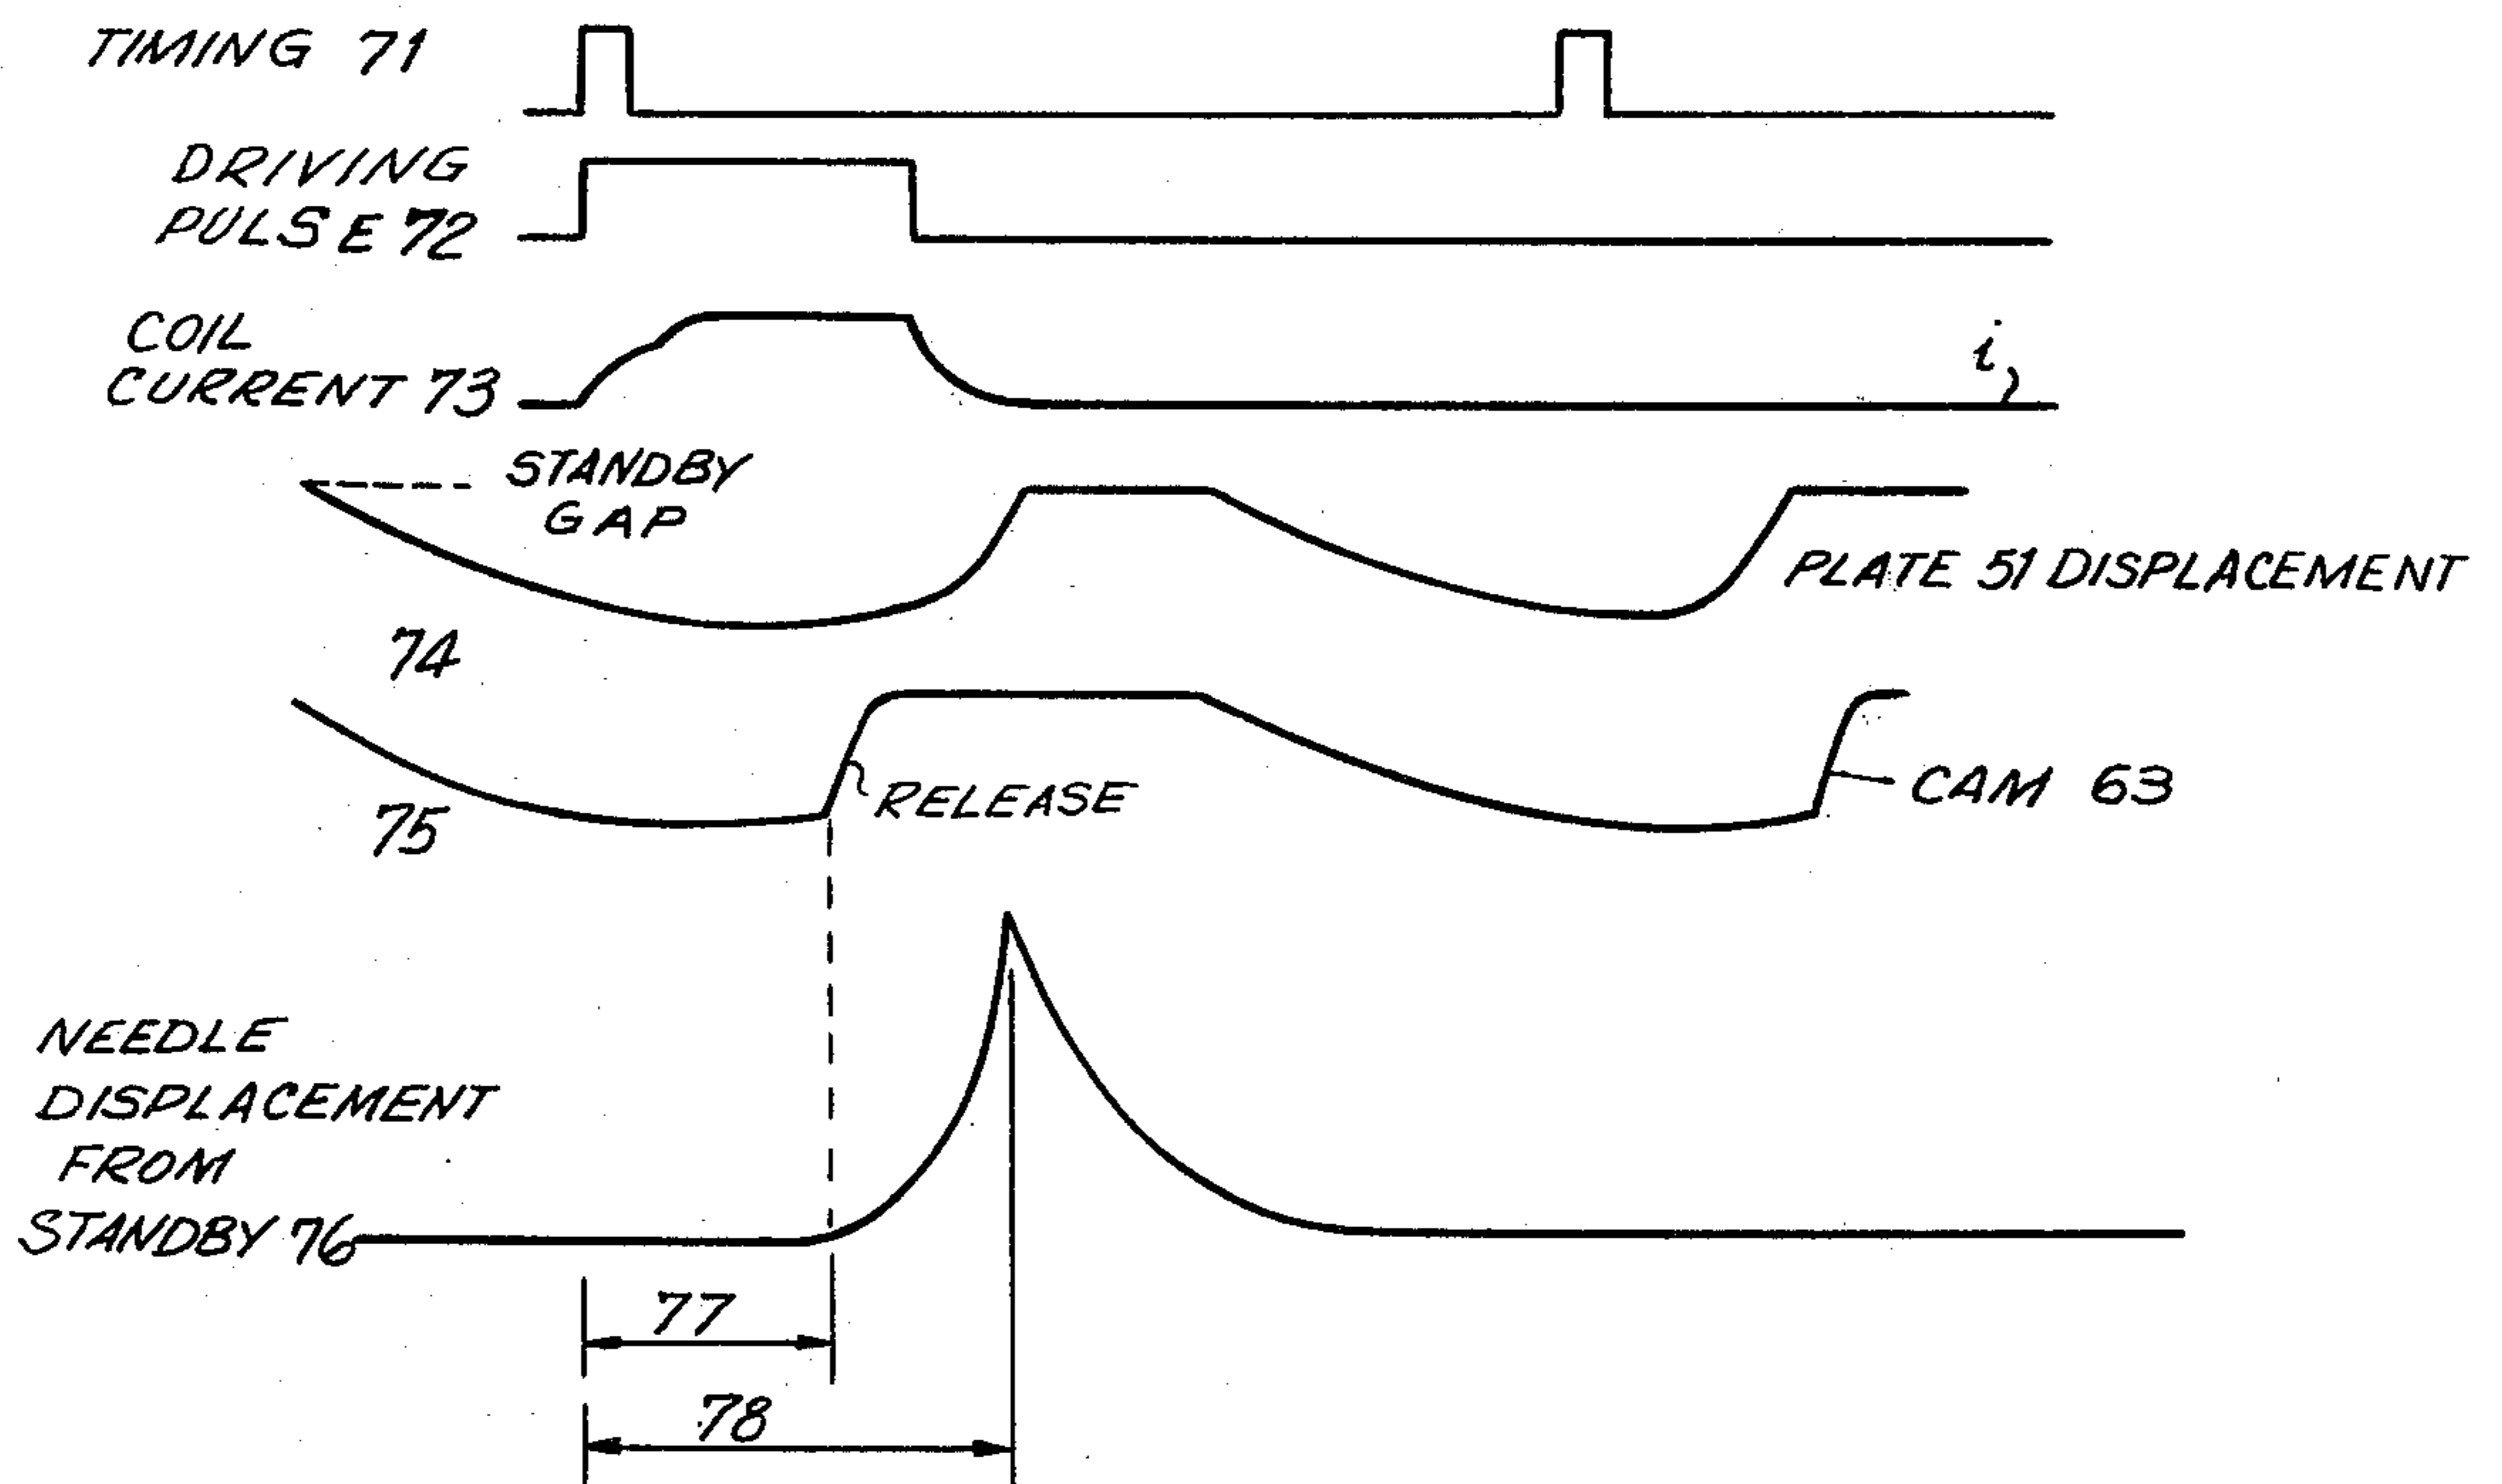 TIMING 71
DRIVING
PULSE 72
COIL
CURRENT 73
i
STANDBY
GAP
PLATE 51 DISPLACEMENT
74
RELEASE
CAM 63
75
NEEDLE
DISPLACEMENT
FROM
STANDBY 76
77
78